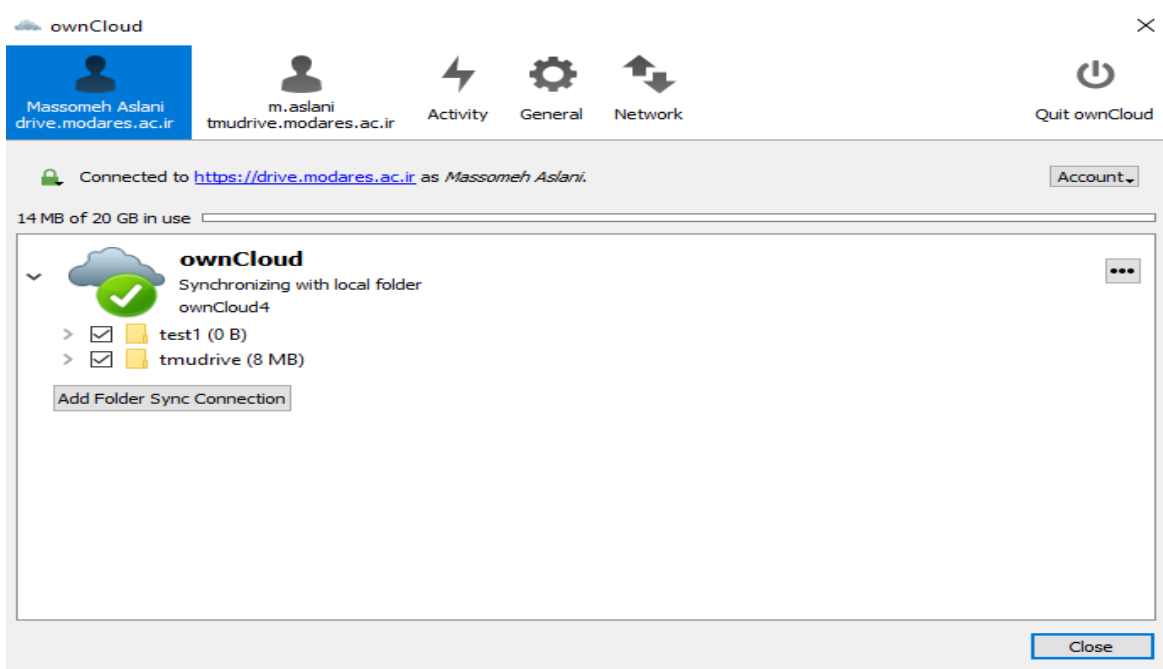 ownCloud
Massomeh Aslani
drive.modares.ac.ir
m.aslani
tmudrive.modares.ac.ir
Activity
General
Network
Quit ownCloud
Connected to https://drive.modares.ac.ir as Massomeh Aslani.
Account
14 MB of 20 GB in use
ownCloud
Synchronizing with local folder
ownCloud4
test1 (0 B)
tmudrive (8 MB)
Add Folder Sync Connection
Close